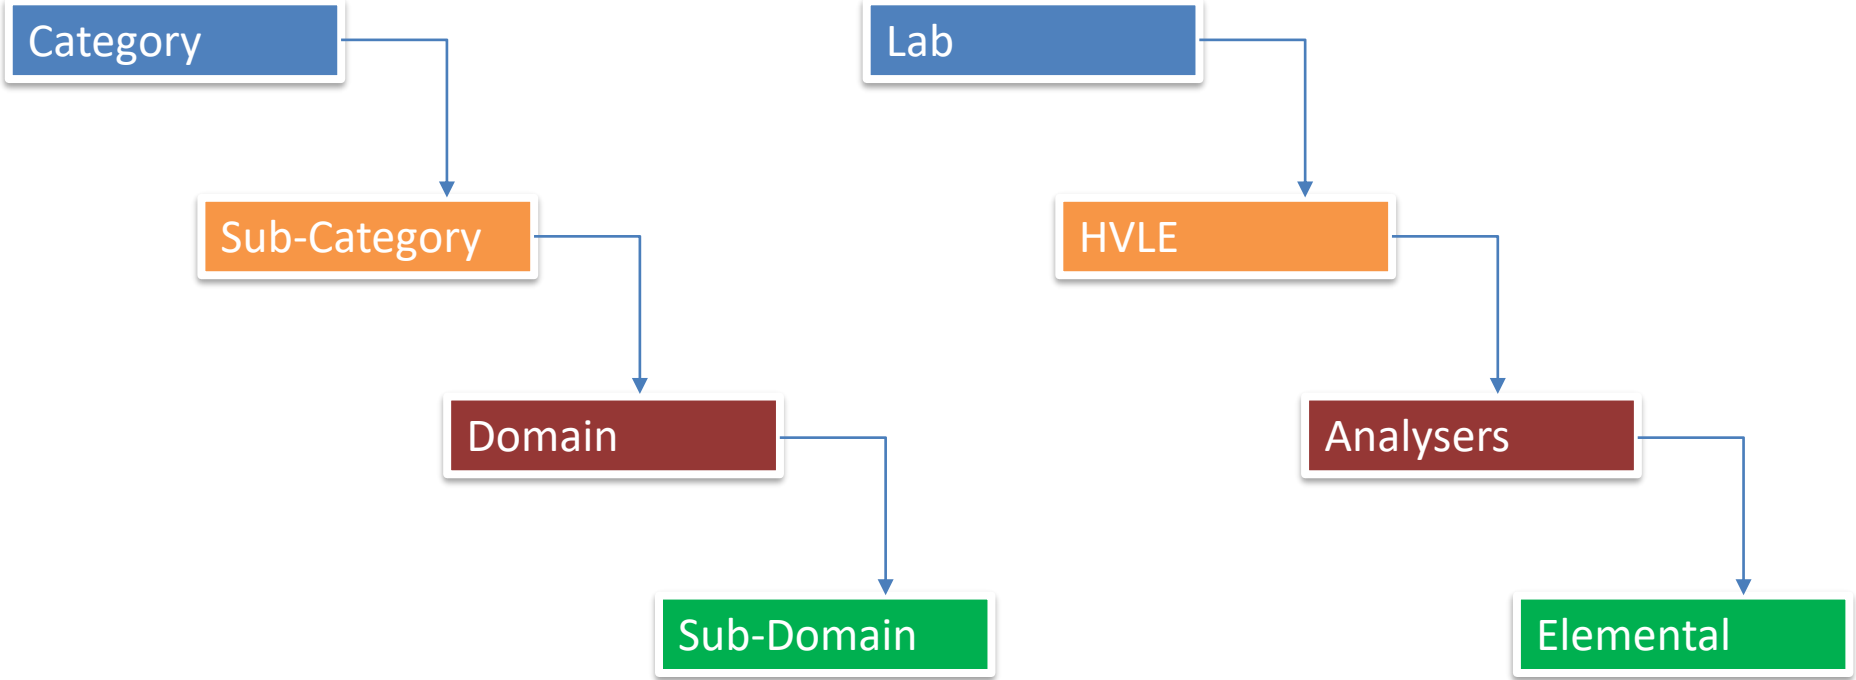 Category
Lab
Sub-Category
HVLE
Domain
Analysers
Sub-Domain
Elemental